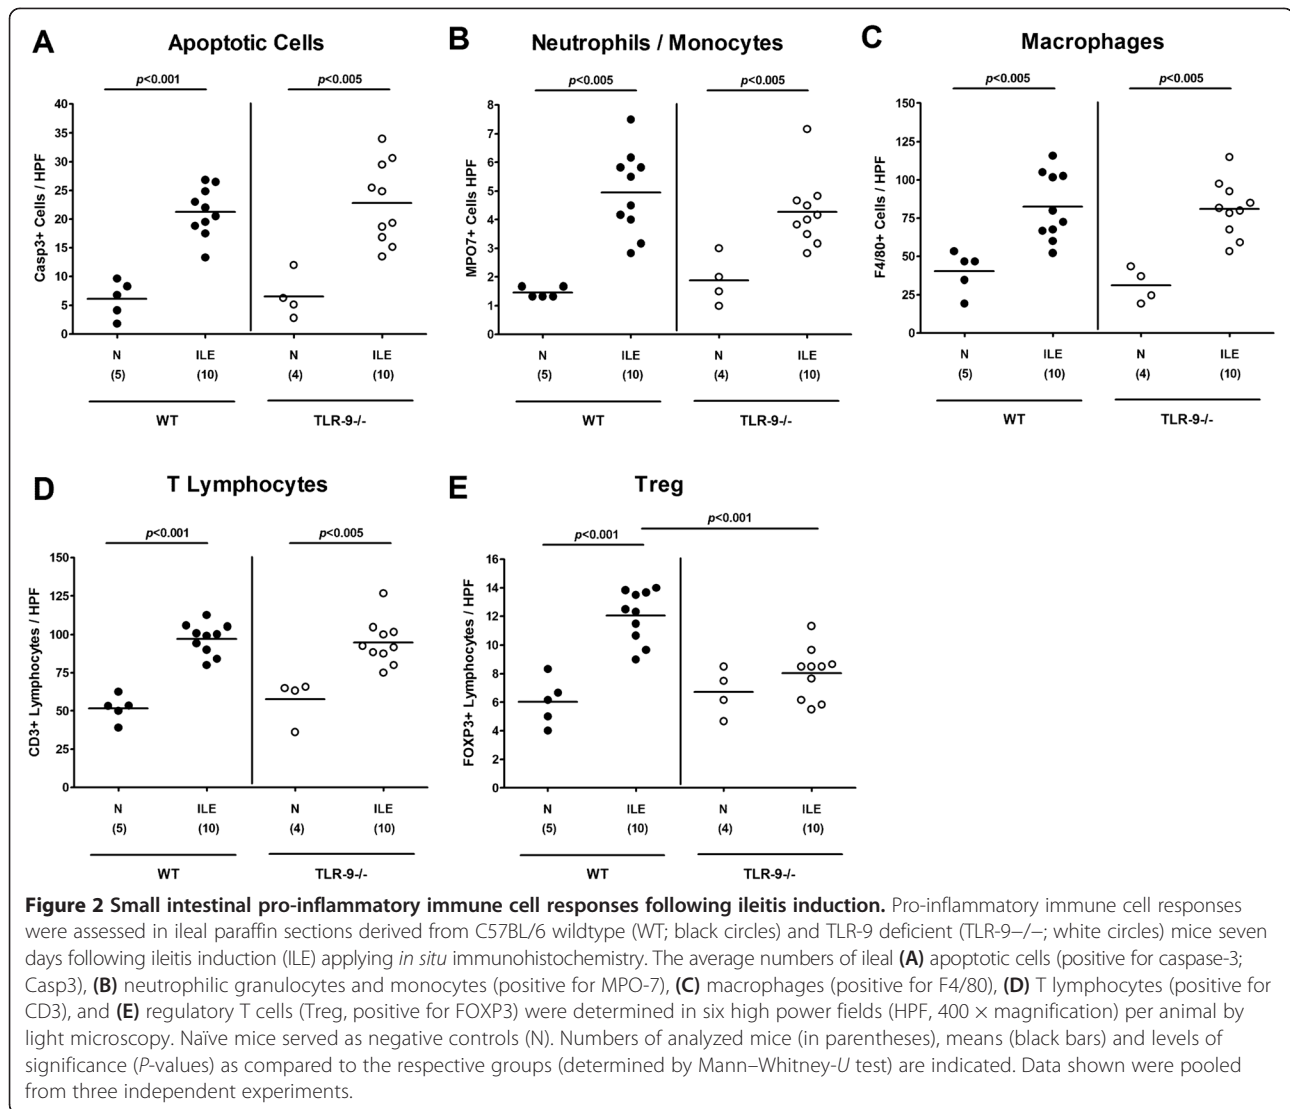 A Apoptotic Cells
p<0.001 p<0.005
Casp3+ Cells / HPF
40
35
30
25
20
15
10
5
0
N ILE N ILE
(5) (10) (4) (10)
WT TLR-9-/-
B Neutrophils / Monocytes
p<0.005 p<0.005
MPO7+ Cells HPF
8
7
6
5
4
3
2
1
0
N ILE N ILE
(5) (10) (4) (10)
WT TLR-9-/-
C Macrophages
p<0.005 p<0.005
F4/80+ Cells / HPF
150
125
100
75
50
25
0
N ILE N ILE
(5) (10) (4) (10)
WT TLR-9-/-
D T Lymphocytes
p<0.001 p<0.005
CD3+ Lymphocytes / HPF
150
125
100
75
50
25
0
N ILE N ILE
(5) (10) (4) (10)
WT TLR-9-/-
E Treg
p<0.001
p<0.001
FOXP3+ Lymphocytes / HPF
16
14
12
10
8
6
4
2
0
N ILE N ILE
(5) (10) (4) (10)
WT TLR-9-/-
Figure 2 Small intestinal pro-inflammatory immune cell responses following ileitis induction. Pro-inflammatory immune cell responses
were assessed in ileal paraffin sections derived from C57BL/6 wildtype (WT; black circles) and TLR-9 deficient (TLR-9−/−; white circles) mice seven
days following ileitis induction (ILE) applying in situ immunohistochemistry. The average numbers of ileal (A) apoptotic cells (positive for caspase-3;
Casp3), (B) neutrophilic granulocytes and monocytes (positive for MPO-7), (C) macrophages (positive for F4/80), (D) T lymphocytes (positive for
CD3), and (E) regulatory T cells (Treg, positive for FOXP3) were determined in six high power fields (HPF, 400 × magnification) per animal by
light microscopy. Naïve mice served as negative controls (N). Numbers of analyzed mice (in parentheses), means (black bars) and levels of
significance (P-values) as compared to the respective groups (determined by Mann–Whitney-U test) are indicated. Data shown were pooled
from three independent experiments.